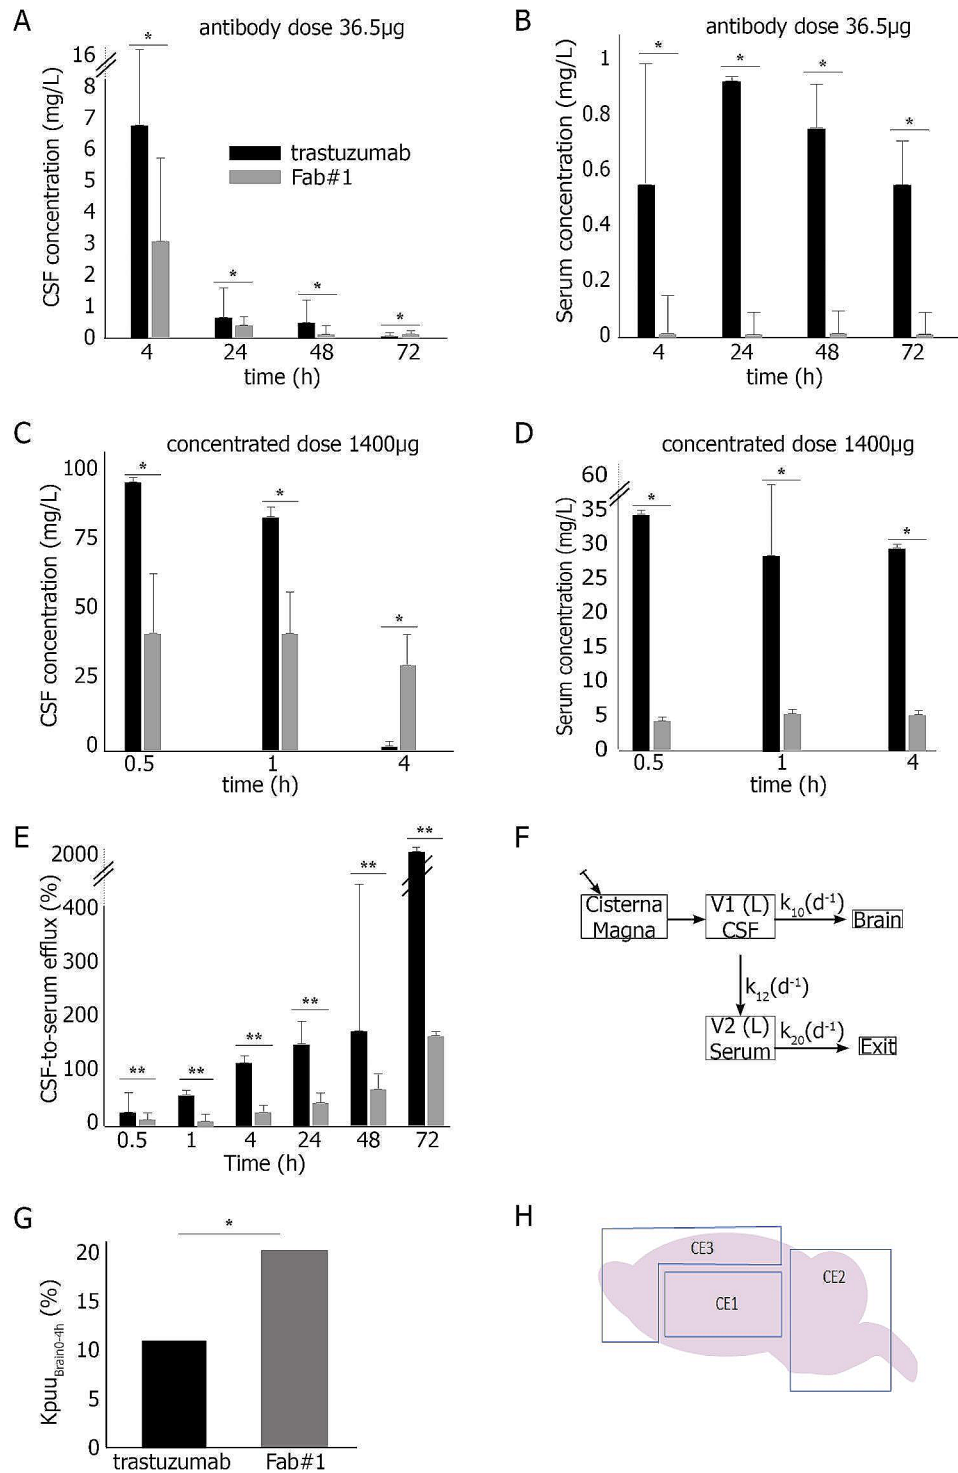 A
antibody dose 36.5µg
CSF concentration (mg/L)
16
8
7
6
5
4
3
2
1
0
*
*
*
*
trastuzumab
Fab#1
4 24 48 72
time (h)
B
antibody dose 36.5µg
Serum concentration (mg/L)
1
0.8
0.6
0.4
0.2
0
*
*
*
*
4 24 48 72
time (h)
C
concentrated dose 1400µg
CSF concentration (mg/L)
100
75
50
25
0
*
*
*
0.5 1 4
time (h)
D
concentrated dose 1400µg
Serum concentration (mg/L)
60
35
30
25
20
15
10
5
0
*
*
*
0.5 1 4
time (h)
E
CSF-to-serum efflux (%)
2000
400
300
200
100
0
**
**
**
**
**
**
0.5 1 4 24 48 72
Time (h)
F
Cisterna
Magna
V1 (L)
CSF
k10(d-1)
Brain
k12(d-1)
V2 (L)
Serum
k20(d-1)
Exit
G
KpuuBrain0-4h (%)
20
15
10
5
0
*
trastuzumab Fab#1
H
CE3
CE2
CE1